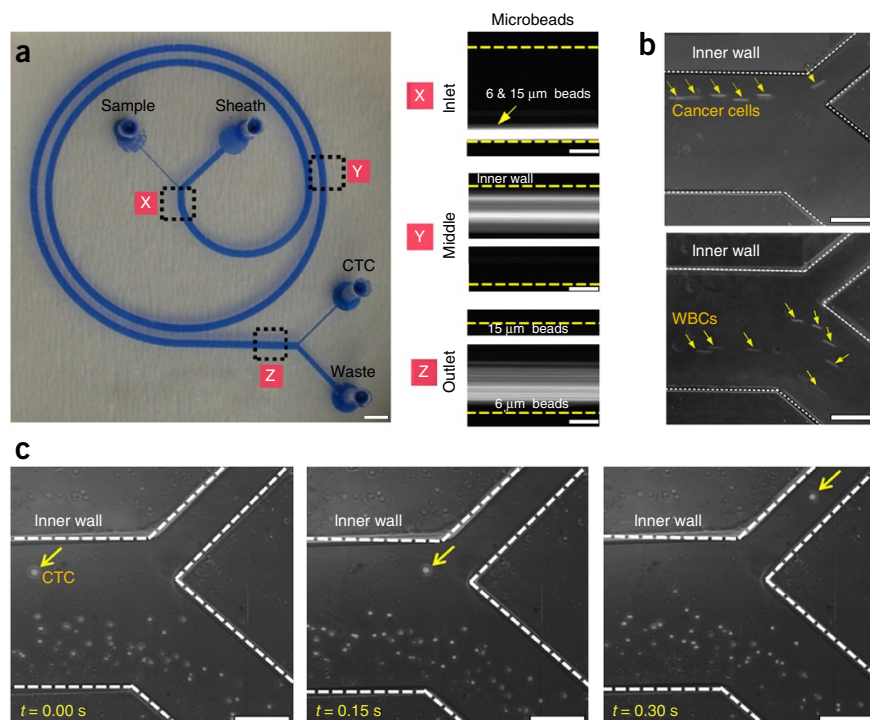 a
Sample
Sheath
X
Y
CTC
Z
Waste
Microbeads
X
Inlet
6 & 15 μm beads
Y
Middle
Inner wall
Z
Outlet
15 μm beads
6 μm beads
b
Inner wall
Cancer cells
Inner wall
WBCs
c
Inner wall
CTC
t = 0.00 s
Inner wall
t = 0.15 s
Inner wall
t = 0.30 s